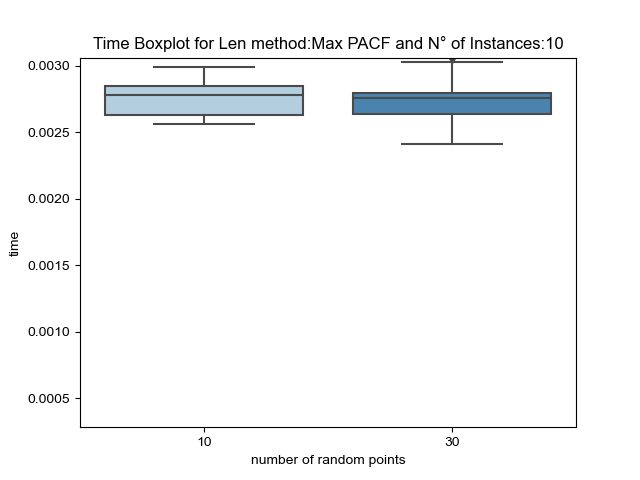 Time Boxplot for Len method:Max PACF and N° of Instances:10
0.0030
0.0025
0.0020
0.0015
0.0010
0.0005
time
10
30
number of random points